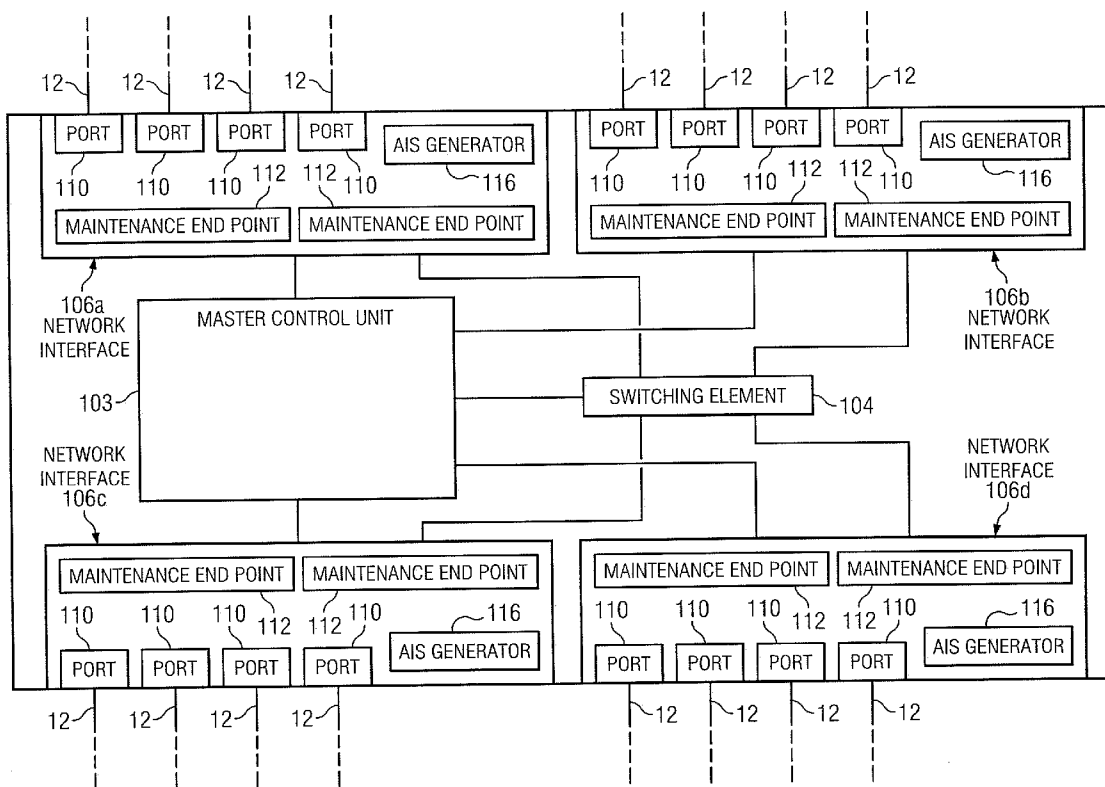 12 12 12 12 12 12 12 12
PORT PORT PORT PORT AIS GENERATOR PORT PORT PORT PORT AIS GENERATOR
110 110 110 112 112 110 116 110 110 110 112 112 110 116
MAINTENANCE END POINT MAINTENANCE END POINT MAINTENANCE END POINT MAINTENANCE END POINT
106a
NETWORK
INTERFACE
MASTER CONTROL UNIT
103
106b
NETWORK
INTERFACE
SWITCHING ELEMENT
104
NETWORK
INTERFACE
106c
NETWORK
INTERFACE
106d
MAINTENANCE END POINT MAINTENANCE END POINT MAINTENANCE END POINT MAINTENANCE END POINT
110 110 110 112 112 110 116 110 110 110 112 112 110 116
PORT PORT PORT PORT AIS GENERATOR PORT PORT PORT PORT AIS GENERATOR
12 12 12 12 12 12 12 12